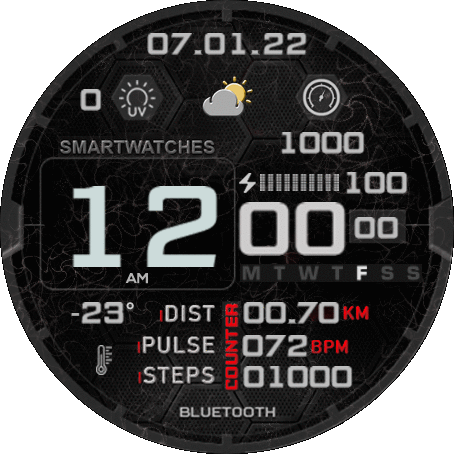 07.01.22
0 UV
1000
SMARTWATCHES
100
12 00 00
AM
M T W T F S S
-23° DIST 00.70 KM
COUNTER
PULSE 072 BPM
STEPS 01000
BLUETOOTH